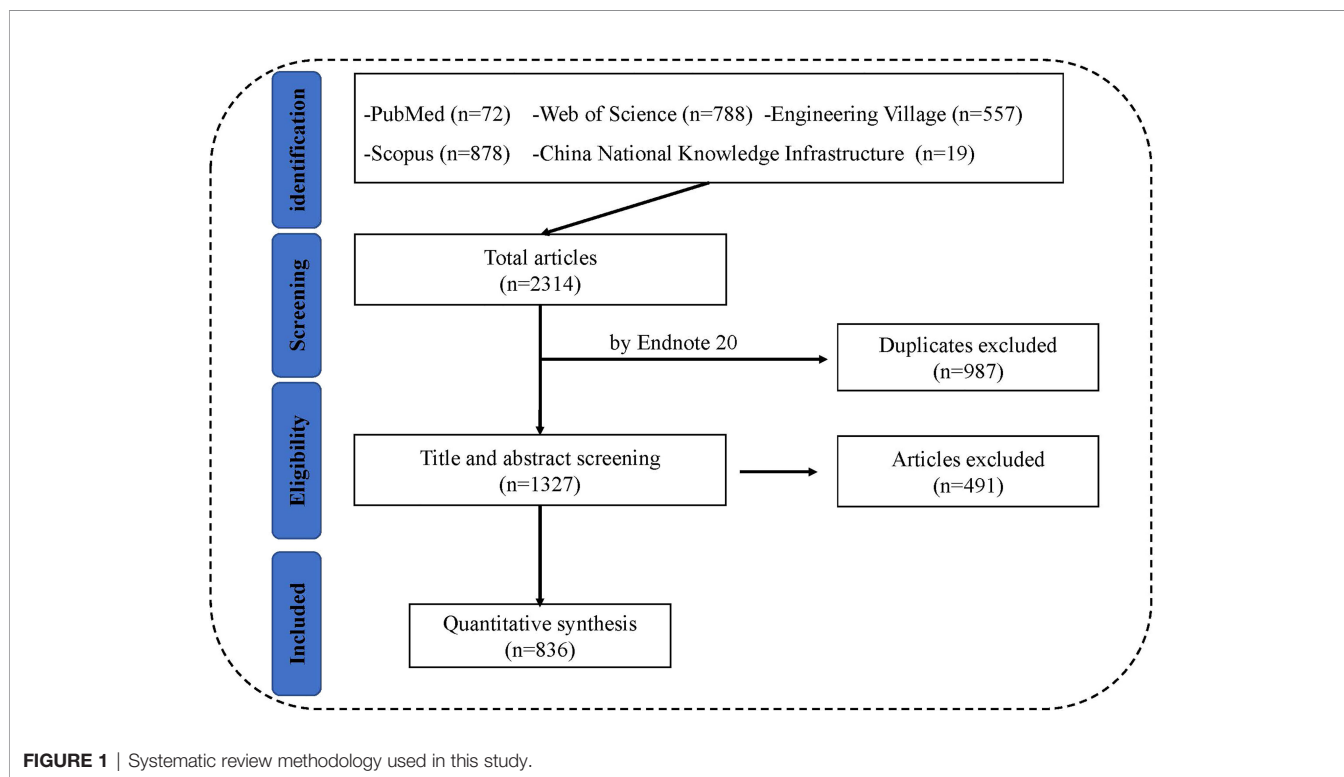 identification
-PubMed (n=72) -Web of Science (n=788) -Engineering Village (n=557)
-Scopus (n=878) -China National Knowledge Infrastructure (n=19)
Screening
Total articles
(n=2314)
by Endnote 20
Duplicates excluded
(n=987)
Eligibility
Title and abstract screening
(n=1327)
Articles excluded
(n=491)
Included
Quantitative synthesis
(n=836)
FIGURE 1 | Systematic review methodology used in this study.